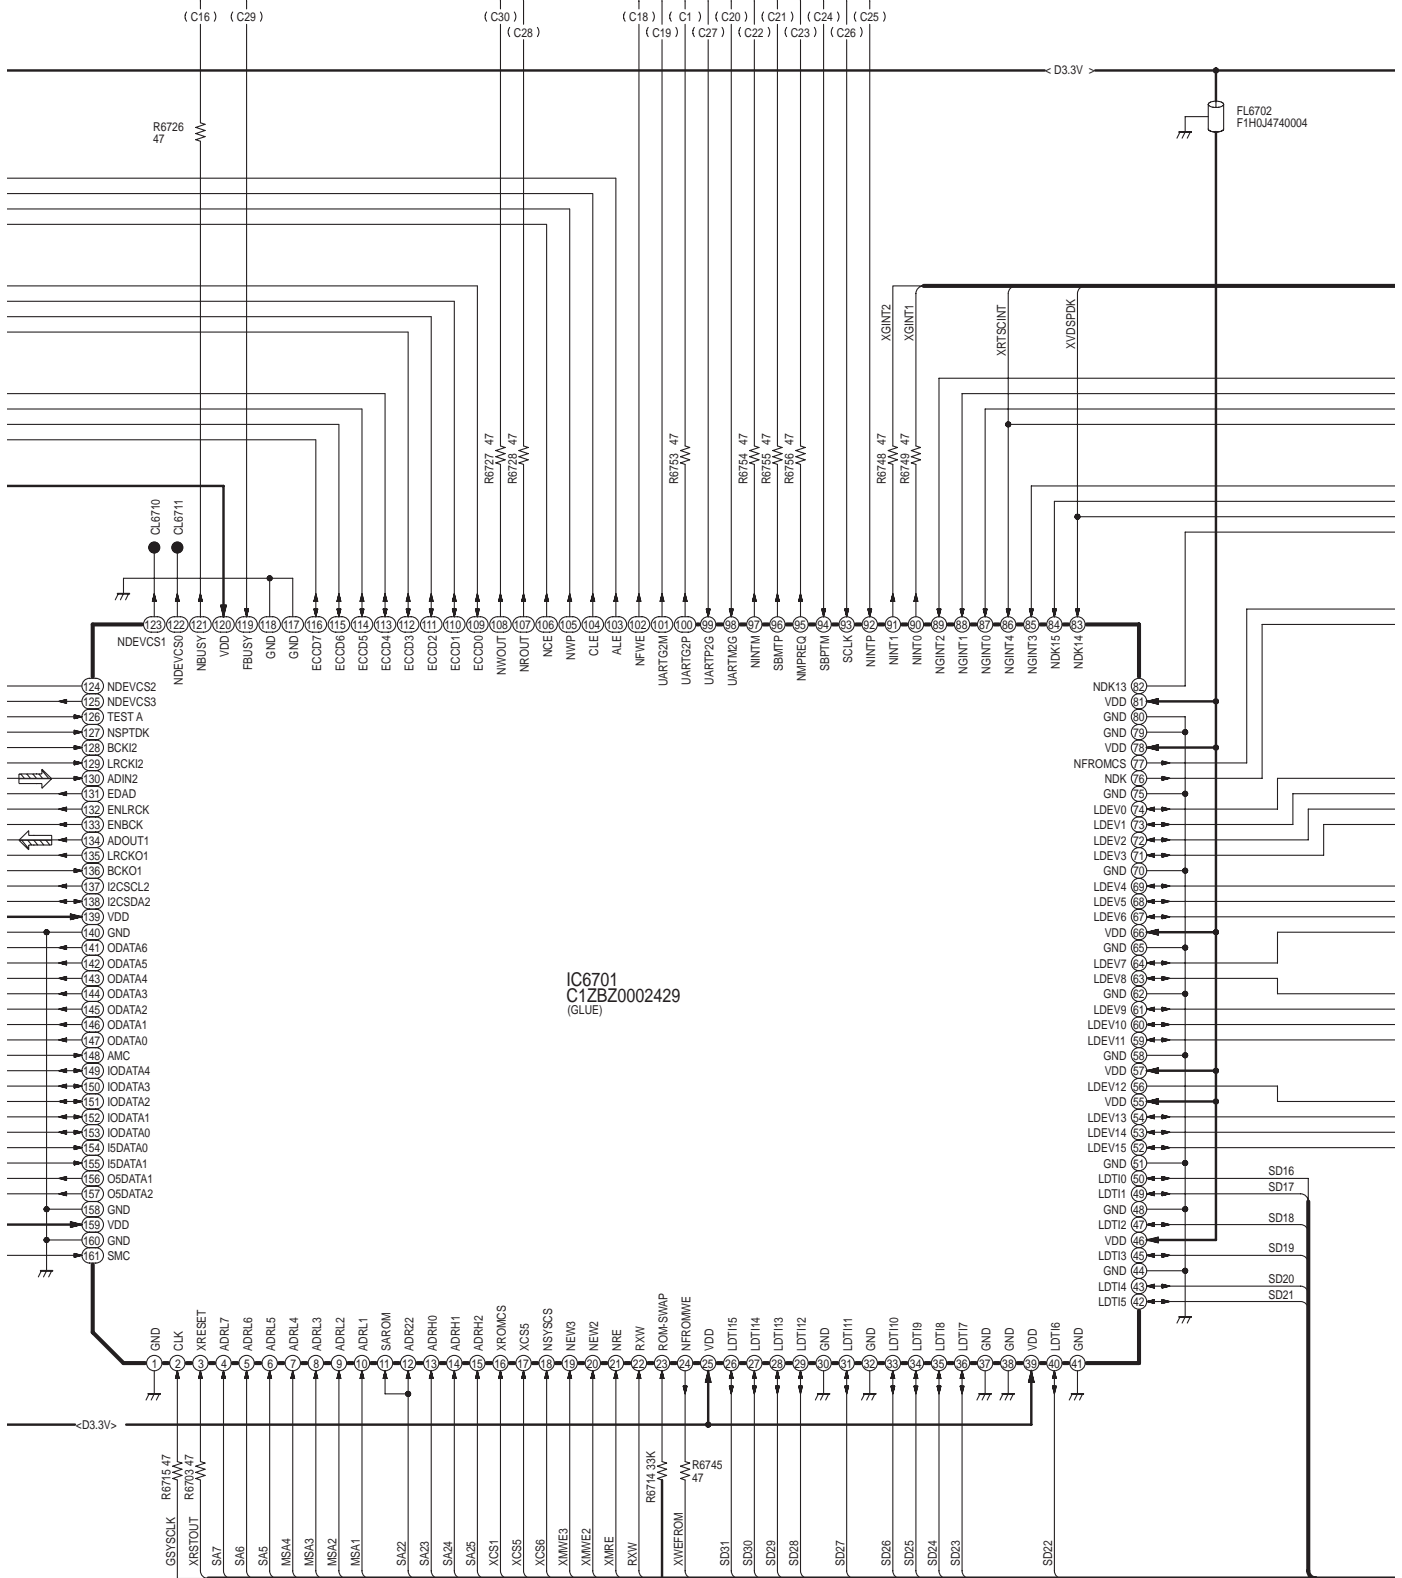 ( C16 ) ( C29 ) ( C30 ) ( C18 ) ( C1 ) ( C20 ) ( C21 ) ( C24 ) ( C25 )
( C28 ) ( C19 ) ( C27 ) ( C22 ) ( C23 ) ( C26 )
< D3.3V >
FL6702
F1H0J4740004
R6726
47
XGINT2
XGINT1
XRTSCINT
XVDSPDK
R6727 47
R6728 47
R6753 47
R6754 47
R6755 47
R6756 47
R6748 47
R6749 47
CL6710
CL6711
123 NDEVCS1
122 NDEVCS0
121 NBUSY
120 VDD
119 FBUSY
118 GND
117 GND
116 ECCD7
115 ECCD6
114 ECCD5
113 ECCD4
112 ECCD3
111 ECCD2
110 ECCD1
109 ECCD0
108 NWOUT
107 NROUT
106 NCE
105 NWP
104 CLE
103 ALE
102 NFWE
101 UARTG2M
100 UARTG2P
99 UARTP2G
98 UARTM2G
97 NINTM
96 SBMTP
95 NMPREQ
94 SBPTM
93 SCLK
92 NINTP
91 NINT1
90 NINT0
89 NGINT2
88 NGINT1
87 NGINT0
86 NGINT4
85 NGINT3
84 NDK15
83 NDK14
124 NDEVCS2
125 NDEVCS3
126 TEST A
127 NSPTDK
128 BCKI2
129 LRCKI2
130 ADIN2
131 EDAD
132 ENLRCK
133 ENBCK
134 ADOUT1
135 LRCKO1
136 BCKO1
137 I2CSCL2
138 I2CSDA2
139 VDD
140 GND
141 ODATA6
142 ODATA5
143 ODATA4
144 ODATA3
145 ODATA2
146 ODATA1
147 ODATA0
148 AMC
149 IODATA4
150 IODATA3
151 IODATA2
152 IODATA1
153 IODATA0
154 I5DATA0
155 I5DATA1
156 O5DATA1
157 O5DATA2
158 GND
159 VDD
160 GND
161 SMC
IC6701
C1ZBZ0002429
(GLUE)
NDK13 82
VDD 81
GND 80
GND 79
VDD 78
NFROMCS 77
NDK 76
GND 75
LDEV0 74
LDEV1 73
LDEV2 72
LDEV3 71
GND 70
LDEV4 69
LDEV5 68
LDEV6 67
VDD 66
GND 65
LDEV7 64
LDEV8 63
GND 62
LDEV9 61
LDEV10 60
LDEV11 59
GND 58
VDD 57
LDEV12 56
VDD 55
LDEV13 54
LDEV14 53
LDEV15 52
GND 51
LDTI0 50 SD16
LDTI1 49 SD17
GND 48
LDTI2 47 SD18
VDD 46
LDTI3 45 SD19
GND 44
LDTI4 43 SD20
LDTI5 42 SD21
1 GND
2 CLK
3 XRESET
4 ADRL7
5 ADRL6
6 ADRL5
7 ADRL4
8 ADRL3
9 ADRL2
10 ADRL1
11 SAROM
12 ADR22
13 ADRH0
14 ADRH1
15 ADRH2
16 XROMCS
17 XCS5
18 NSYSCS
19 NEW3
20 NEW2
21 NRE
22 RXW
23 ROM-SWAP
24 NFROMWE
25 VDD
26 LDTI15
27 LDTI14
28 LDTI13
29 LDTI12
30 GND
31 LDTI11
32 GND
33 LDTI10
34 LDTI9
35 LDTI8
36 LDTI7
37 GND
38 GND
39 VDD
40 LDTI6
41 GND
<D3.3V>
R6715 47
R6703 47
R6714 33K
R6745
47
GSYSCLK
XRSTOUT
SA7
SA6
SA5
MSA4
MSA3
MSA2
MSA1
SA22
SA23
SA24
SA25
XCS1
XCS5
XCS6
XMWE3
XMWE2
XMRE
RXW
XWEFROM
SD31
SD30
SD29
SD28
SD27
SD26
SD25
SD24
SD23
SD22